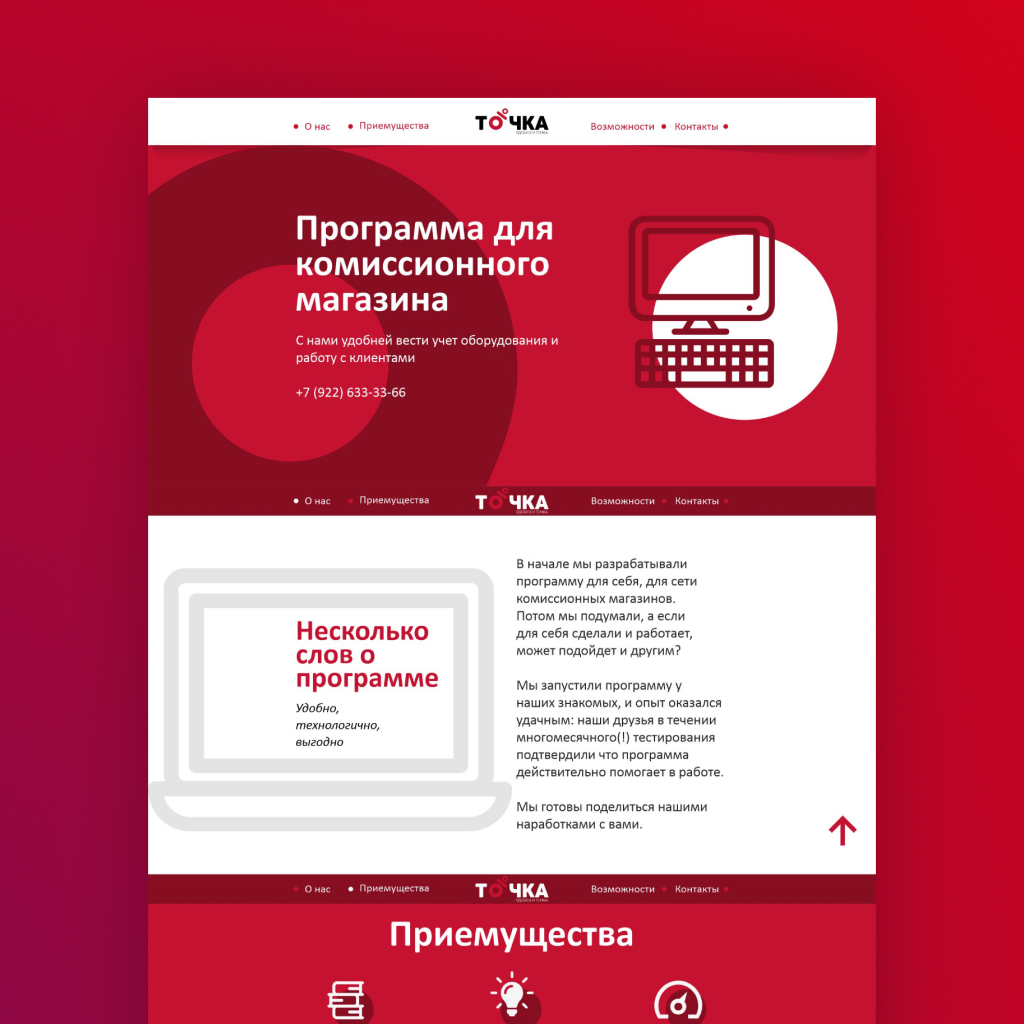 О нас
Приемущества
ТОЧКА
Возможности
Контакты
Программа для
комиссионного
магазина
С нами удобней вести учет оборудования и
работу с клиентами
+7 (922) 633-33-66
О нас
Приемущества
ТОЧКА
Возможности
Контакты
Несколько
слов о
программе
Удобно,
технологично,
выгодно
В начале мы разрабатывали
программу для себя, для сети
комиссионных магазинов.
Потом мы подумали, а если
для себя сделали и работает,
может подойдет и другим?
Мы запустили программу у
наших знакомых, и опыт оказался
удачным: наши друзья в течении
многомесячного(!) тестирования
подтвердили что программа
действительно помогает в работе.
Мы готовы поделиться нашими
наработками с вами.
О нас
Приемущества
ТОЧКА
Возможности
Контакты
Приемущества